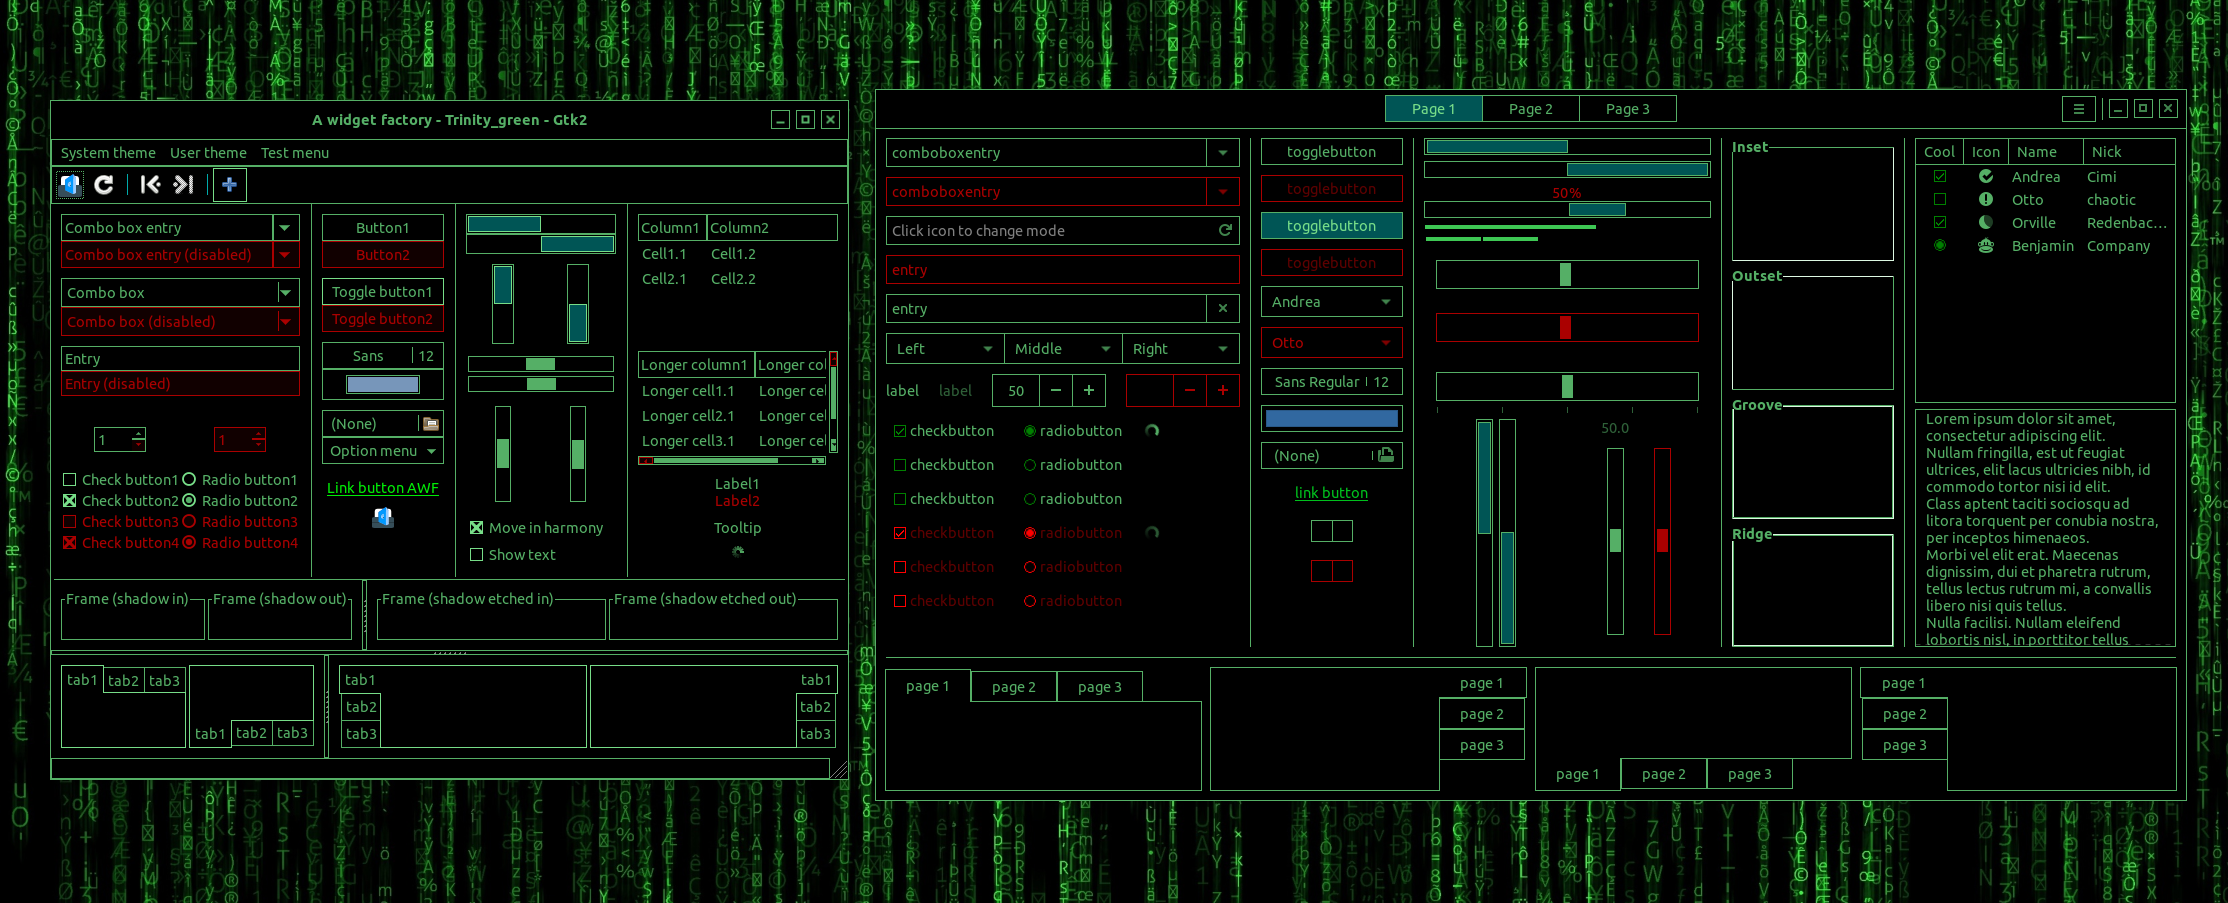 A widget factory - Trinity_green - Gtk2
System theme User theme Test menu
Combo box entry
Combo box entry (disabled)
Combo box
Combo box (disabled)
Entry
Entry (disabled)
1 1
Check button1 Radio button1
Check button2 Radio button2
Check button3 Radio button3
Check button4 Radio button4
Button1
Button2
Toggle button1
Toggle button2
Sans 12
(None)
Option menu
Link button AWF
Move in harmony
Show text
Column1 Column2
Cell1.1 Cell1.2
Cell2.1 Cell2.2
Longer column1 Longer col
Longer cell1.1 Longer cel
Longer cell2.1 Longer cel
Longer cell3.1 Longer cel
Label1
Label2
Tooltip
Frame (shadow in) Frame (shadow out) Frame (shadow etched in) Frame (shadow etched out)
tab1 tab2 tab3
tab1 tab2 tab3
tab1
tab2
tab3
tab1
tab2
tab3
Page 1 Page 2 Page 3
comboboxentry
comboboxentry
Click icon to change mode
entry
entry
Left Middle Right
label label 50
checkbutton radiobutton
checkbutton radiobutton
checkbutton radiobutton
checkbutton radiobutton
checkbutton radiobutton
checkbutton radiobutton
togglebutton
togglebutton
togglebutton
togglebutton
Andrea
Otto
Sans Regular 12
(None)
link button
50%
50.0
Inset
Outset
Groove
Ridge
Cool Icon Name Nick
Andrea Cimi
Otto chaotic
Orville Redenbac...
Benjamin Company
Lorem ipsum dolor sit amet,
consectetur adipiscing elit.
Nullam fringilla, est ut feugiat
ultrices, elit lacus ultricies nibh, id
commodo tortor nisi id elit.
Class aptent taciti sociosqu ad
litora torquent per conubia nostra,
per inceptos himenaeos.
Morbi vel elit erat. Maecenas
dignissim, dui et pharetra rutrum,
tellus lectus rutrum mi, a convallis
libero nisi quis tellus.
Nulla facilisi. Nullam eleifend
lobortis nisl, in porttitor tellus
page 1 page 2 page 3
page 1
page 2
page 3
page 1 page 2 page 3
page 1
page 2
page 3